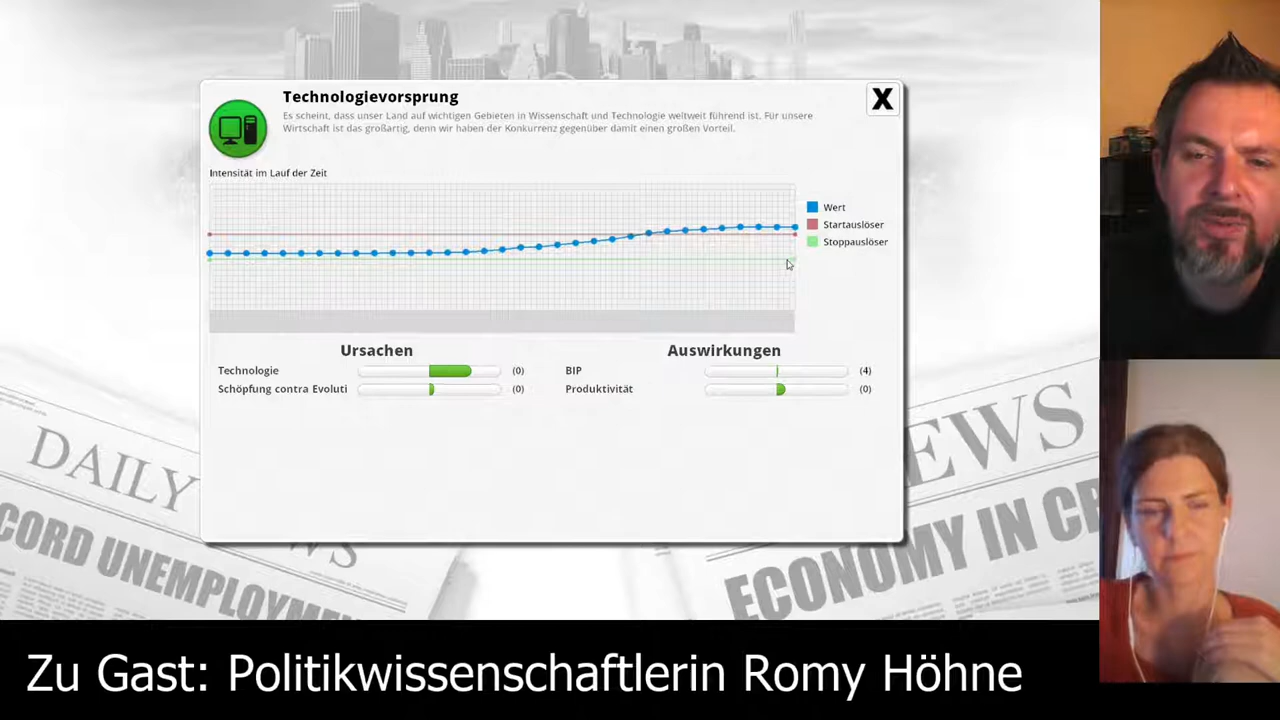 Technologievorsprung
X
Es scheint, dass unser Land auf wichtigen Gebieten in Wissenschaft und Technologie weltweit führend ist. Für unsere
Wirtschaft ist das großartig, denn wir haben der Konkurrenz gegenüber damit einen großen Vorteil.
Intensität im Lauf der Zeit
Wert
Startauslöser
Stoppauslöser
Ursachen
Technologie (0)
Schöpfung contra Evoluti (0)
Auswirkungen
BIP (4)
Produktivität (0)
DAILY
NEWS
CORD UNEMPLOYME
EWS
ECONOMY IN CR
Zu Gast: Politikwissenschaftlerin Romy Höhne